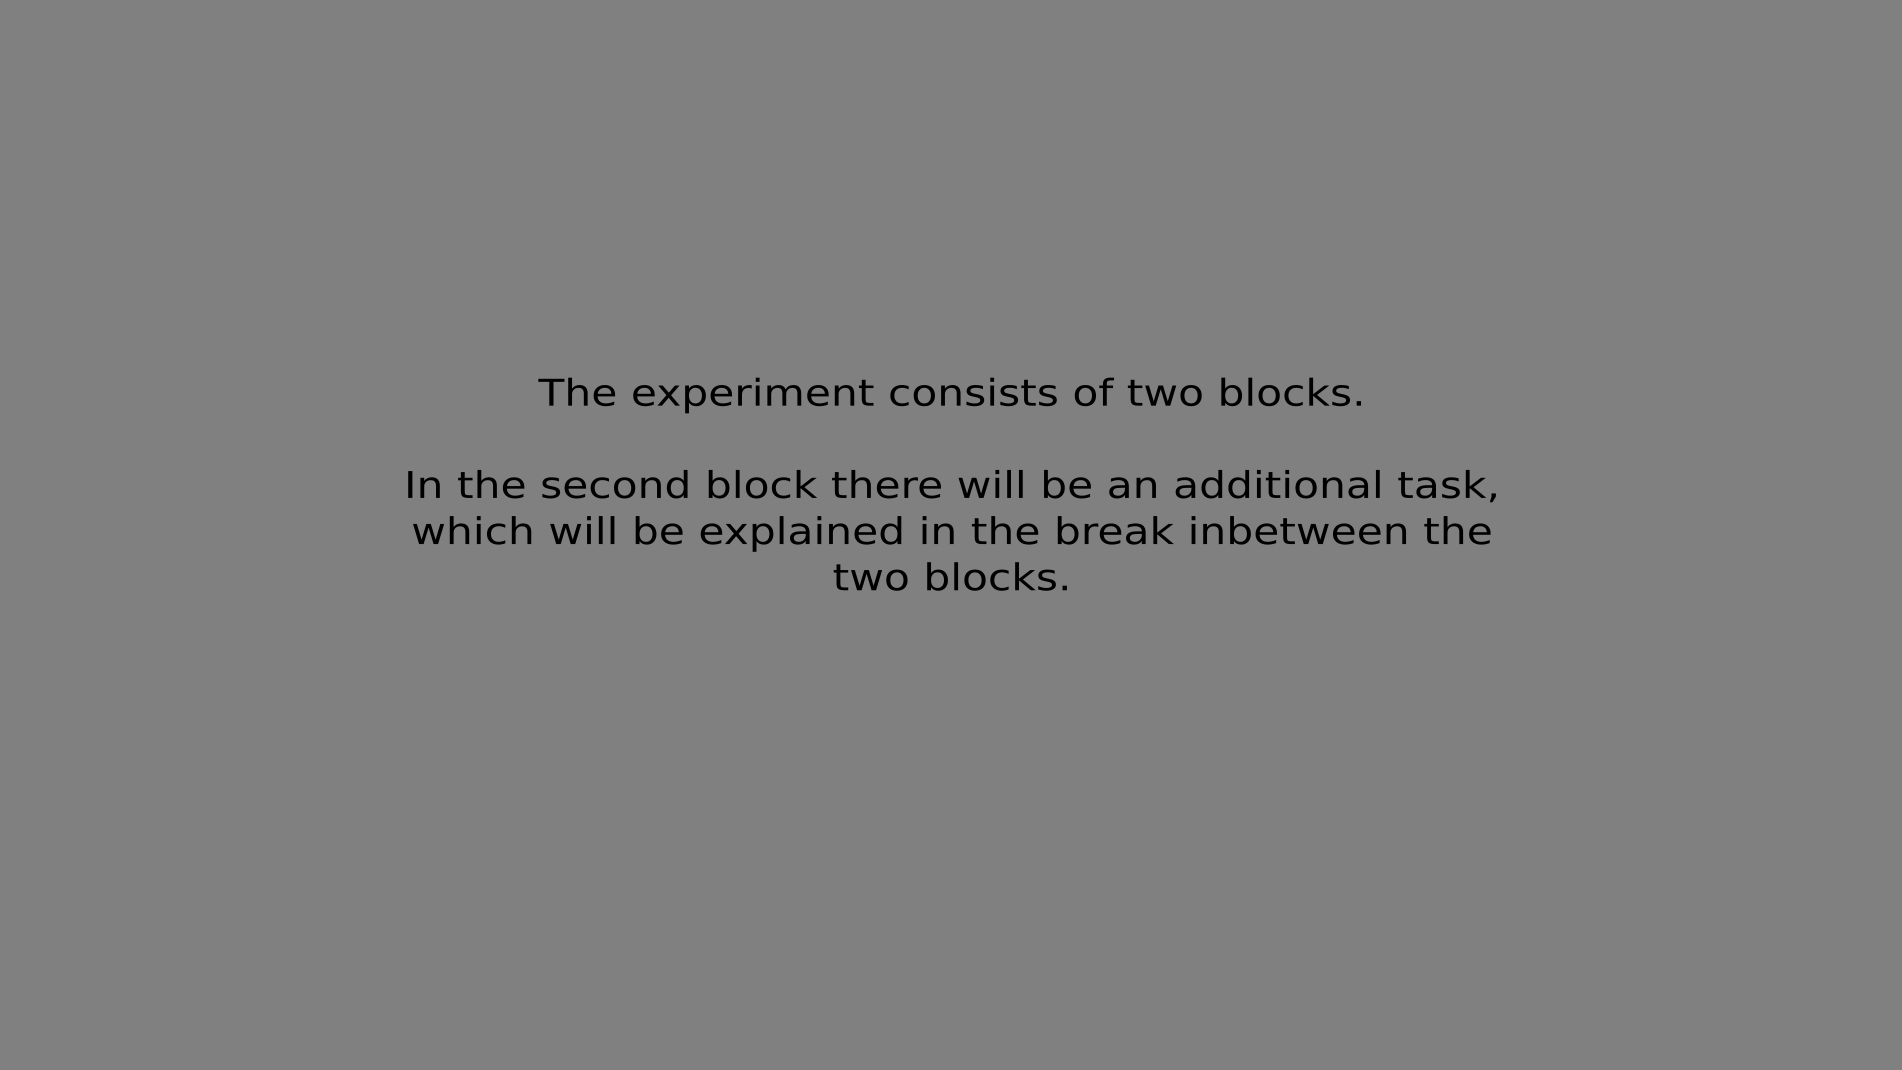 The experiment consists of two blocks.
In the second block there will be an additional task,
which will be explained in the break inbetween the
two blocks.